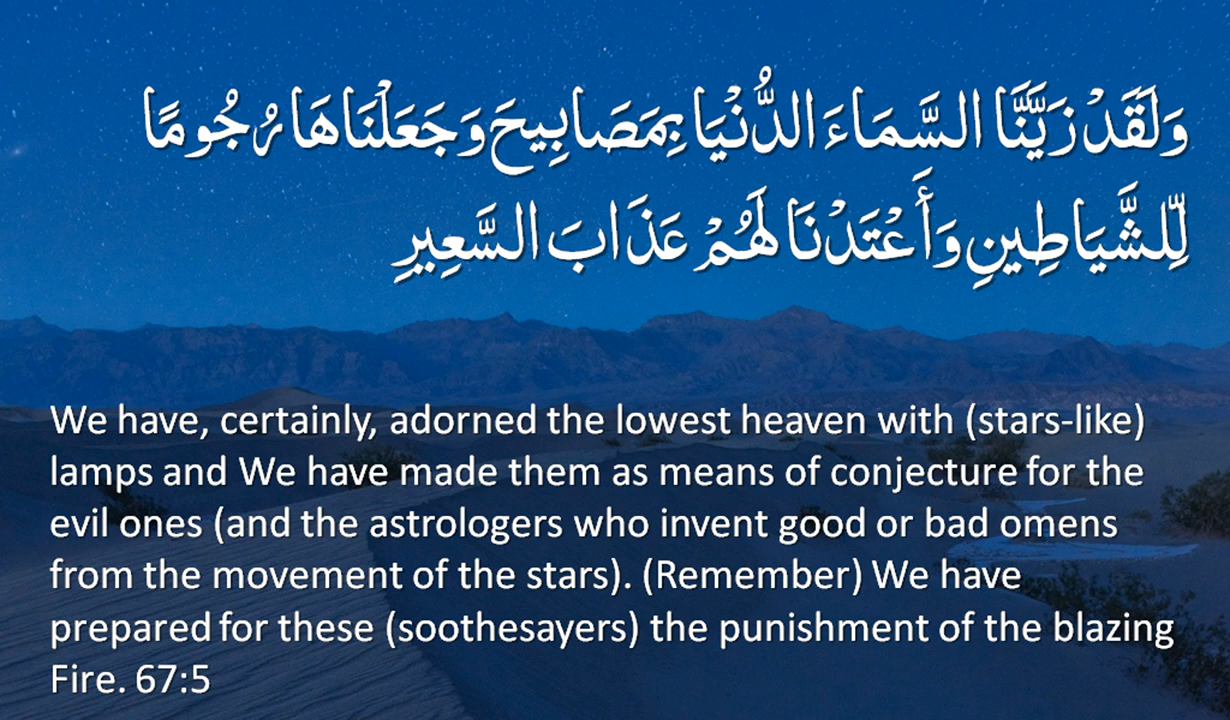 وَلَقَدْ زَيَّنَّا السَّمَاءَ الدُّنْيَا بِمَصَابِيحَ وَجَعَلْنَاهَا رُجُومًا
لِّلشَّيَاطِينِ وَأَعْتَدْنَا لَهُمْ عَذَابَ السَّعِيرِ
We have, certainly, adorned the lowest heaven with (stars-like)
lamps and We have made them as means of conjecture for the
evil ones (and the astrologers who invent good or bad omens
from the movement of the stars). (Remember) We have
prepared for these (soothesayers) the punishment of the blazing
Fire. 67:5